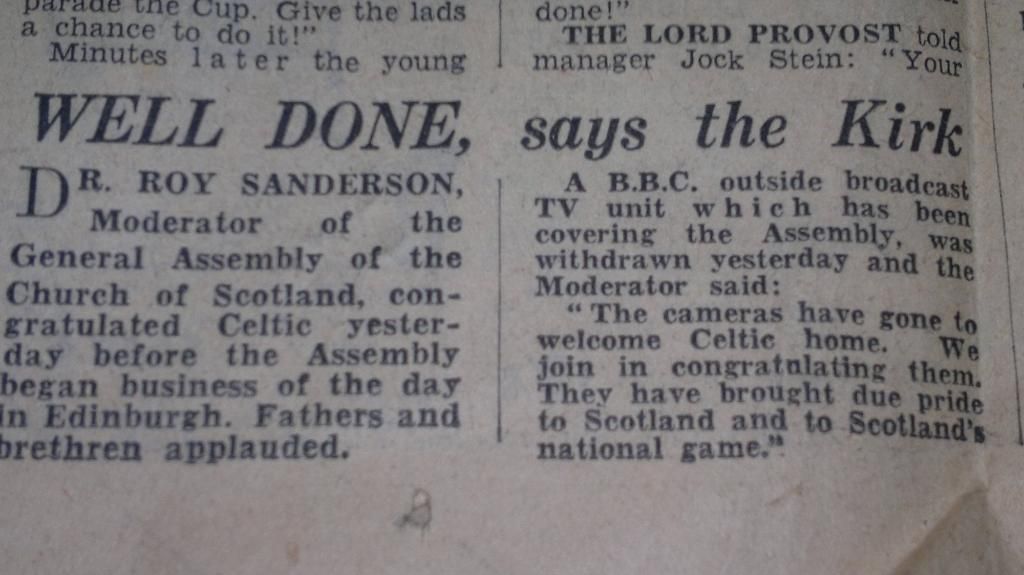 parade the Cup. Give the lads
a chance to do it!"
Minutes later the young
done!"
THE LORD PROVOST told
manager Jock Stein: "Your
WELL DONE, says the Kirk
DR. ROY SANDERSON,
Moderator of the
General Assembly of the
Church of Scotland, con-
gratulated Celtic yester-
day before the Assembly
began business of the day
in Edinburgh. Fathers and
brethren applauded.
A B.B.C. outside broadcast
TV unit which has been
covering the Assembly, was
withdrawn yesterday and the
Moderator said:
"The cameras have gone to
welcome Celtic home. We
join in congratulating them.
They have brought due pride
to Scotland and to Scotland's
national game."